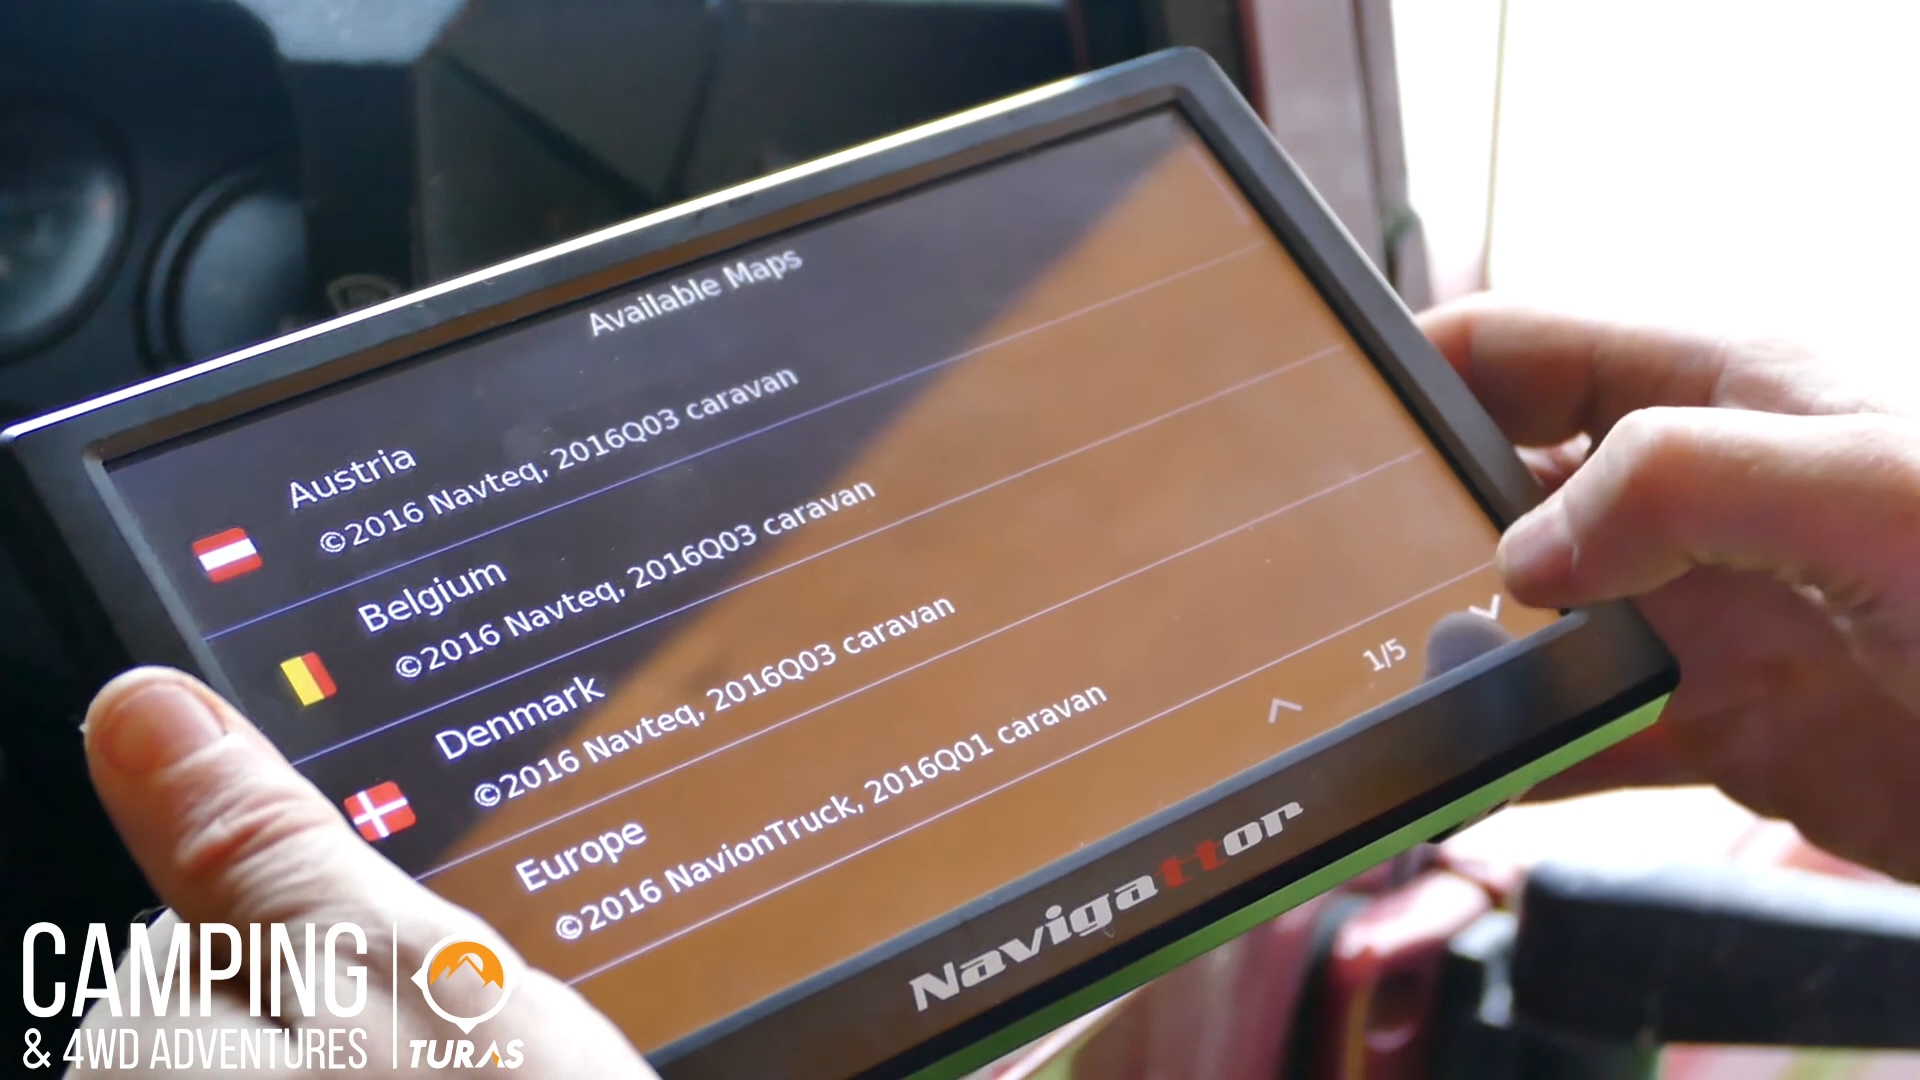 Available Maps
Austria
©2016 Navteq, 2016Q03 caravan
Belgium
©2016 Navteq, 2016Q03 caravan
Denmark
©2016 Navteq, 2016Q03 caravan
Europe
©2016 NavionTruck, 2016Q01 caravan
1/5
Navigattor
CAMPING
& 4WD ADVENTURES
TURAS